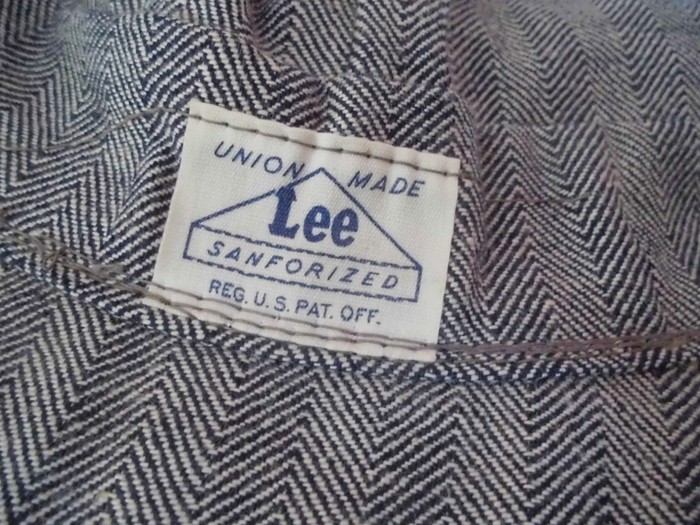 UNION MADE
Lee
SANFORIZED
REG. U. S. PAT. OFF.